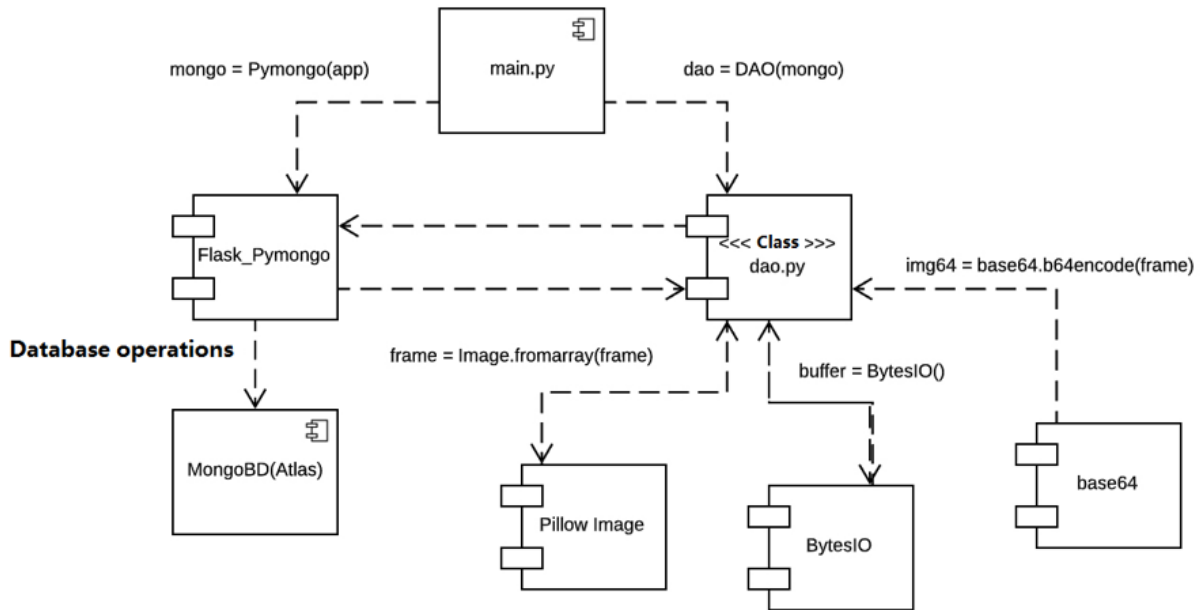 main.py
mongo = Pymongo(app)
dao = DAO(mongo)
Flask_Pymongo
<<< Class >>>
dao.py
img64 = base64.b64encode(frame)
Database operations
frame = Image.fromarray(frame)
buffer = BytesIO()
MongoBD(Atlas)
Pillow Image
BytesIO
base64